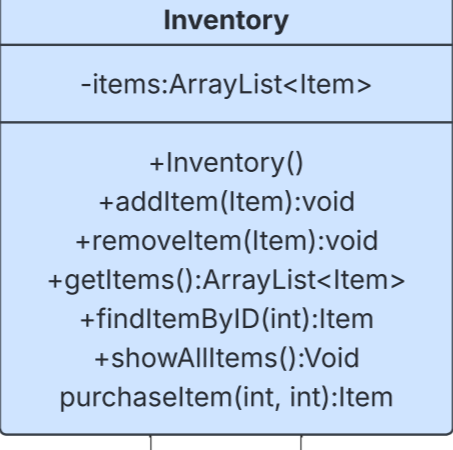 Inventory
-items:ArrayList<Item>
+Inventory()
+addItem(Item):void
+removeItem(Item):void
+getItems():ArrayList<Item>
+findItemByID(int):Item
+showAllItems():Void
purchaseItem(int, int):Item